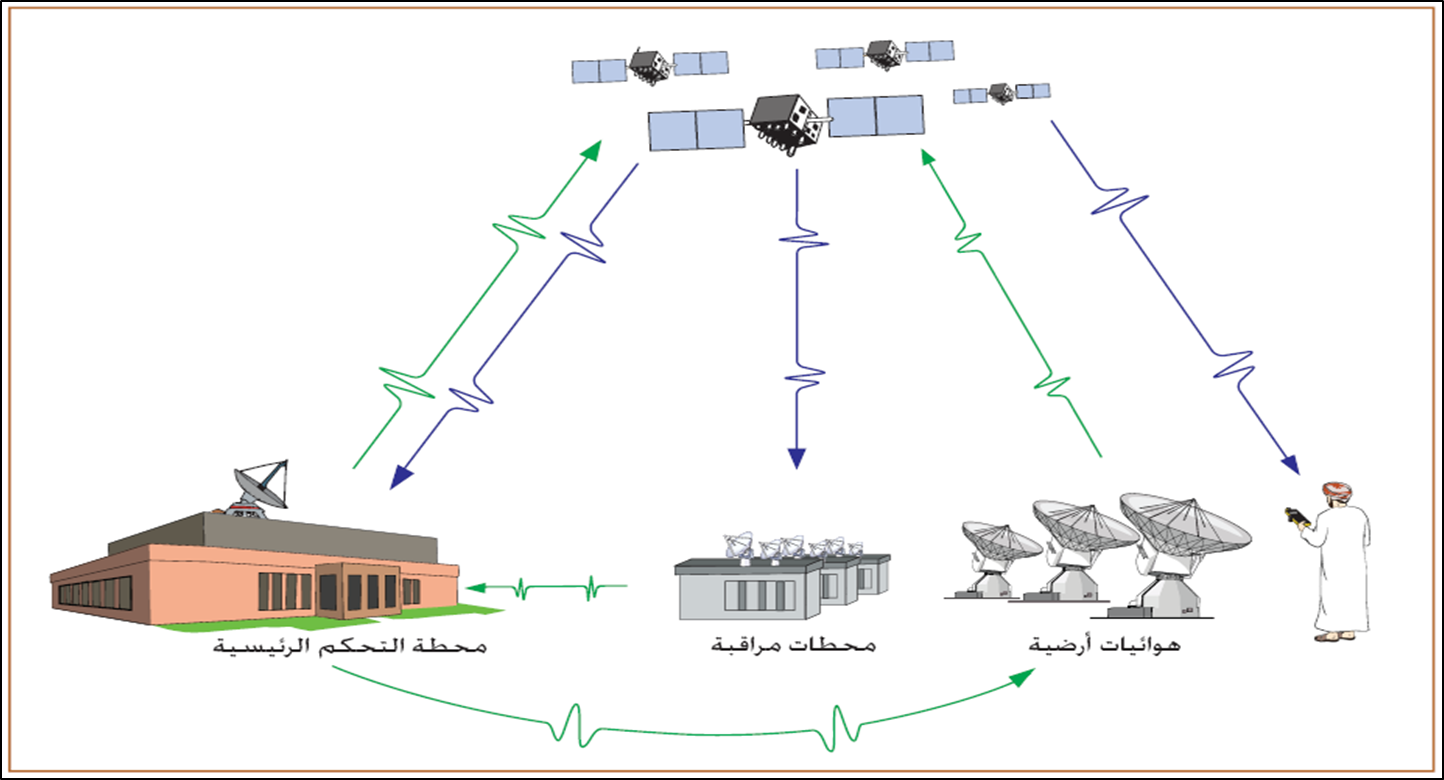 هوائيات أرضية
محطات مراقبة
محطة التحكم الرئيسية